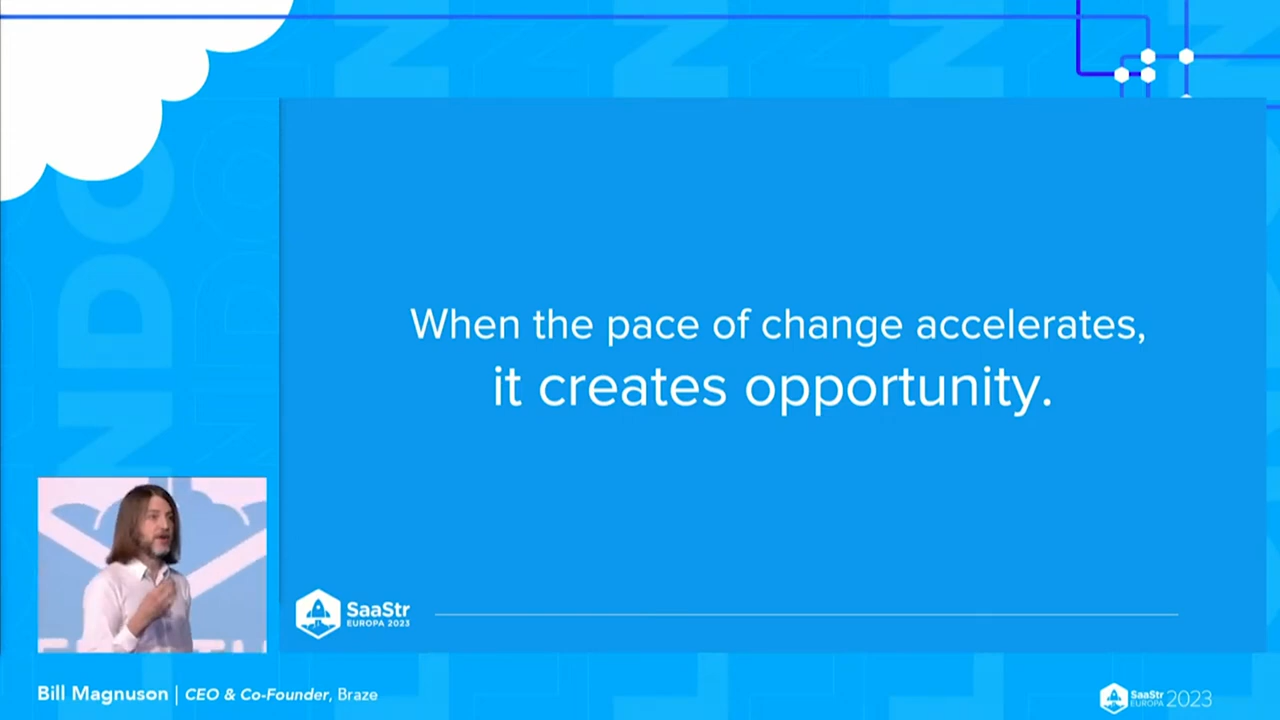 When the pace of change accelerates,
it creates opportunity.
SaaStr
EUROPA 2023
Bill Magnuson | CEO & Co-Founder, Braze
SaaStr
EUROPA
2023